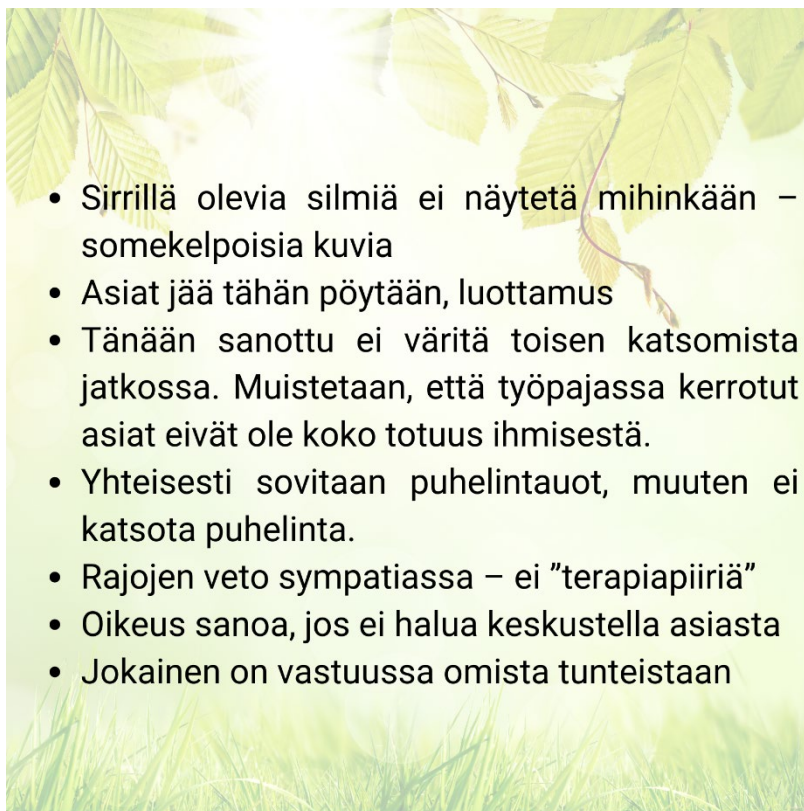 • Sirrillä olevia silmiä ei näytetä mihinkään –
somekelpoisia kuvia
• Asiat jää tähän pöytään, luottamus
• Tänään sanottu ei väritä toisen katsomista
jatkossa. Muistetaan, että työpajassa kerrotut
asiat eivät ole koko totuus ihmisestä.
• Yhteisesti sovitaan puhelintauot, muuten ei
katsota puhelinta.
• Rajojen veto sympatiassa – ei ”terapiapiiriä”
• Oikeus sanoa, jos ei halua keskustella asiasta
• Jokainen on vastuussa omista tunteistaan